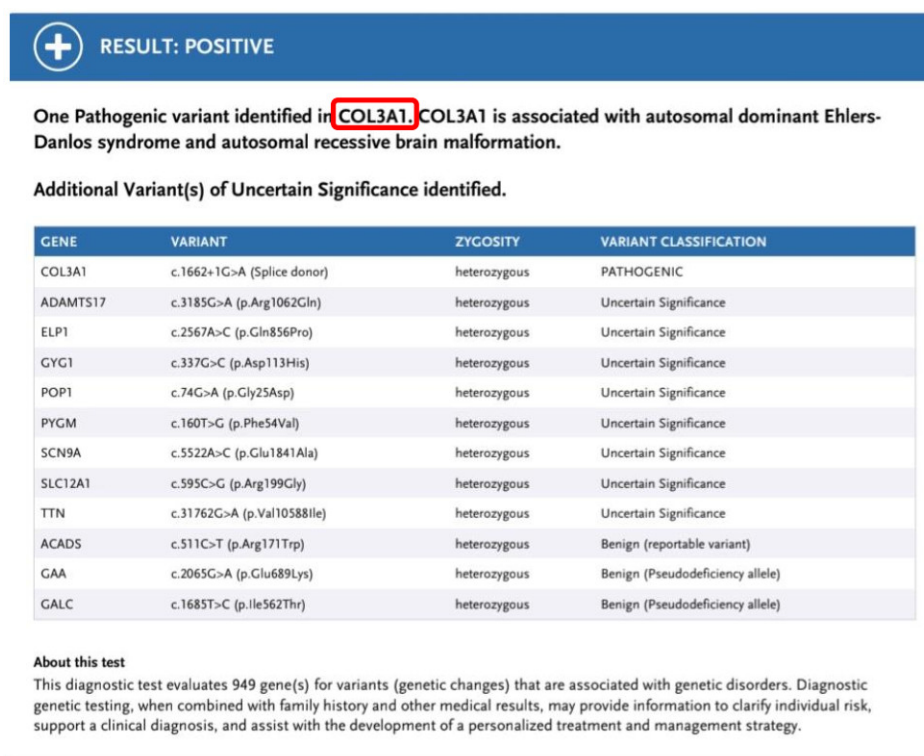 RESULT: POSITIVE
One Pathogenic variant identified in COL3A1. COL3A1 is associated with autosomal dominant Ehlers-
Danlos syndrome and autosomal recessive brain malformation.
Additional Variant(s) of Uncertain Significance identified.
GENE VARIANT ZYGOSITY VARIANT CLASSIFICATION
COL3A1 c.1662+1G>A (Splice donor) heterozygous PATHOGENIC
ADAMTS17 c.3185G>A (p.Arg1062Gln) heterozygous Uncertain Significance
ELP1 c.2567A>C (p.Gln856Pro) heterozygous Uncertain Significance
GYG1 c.337G>C (p.Asp113His) heterozygous Uncertain Significance
POP1 c.74G>A (p.Gly25Asp) heterozygous Uncertain Significance
PYGM c.160T>G (p.Phe54Val) heterozygous Uncertain Significance
SCN9A c.5522A>C (p.Glu1841Ala) heterozygous Uncertain Significance
SLC12A1 c.595C>G (p.Arg199Gly) heterozygous Uncertain Significance
TTN c.31762G>A (p.Val10588Ile) heterozygous Uncertain Significance
ACADS c.511C>T (p.Arg171Trp) heterozygous Benign (reportable variant)
GAA c.2065G>A (p.Glu689Lys) heterozygous Benign (Pseudodeficiency allele)
GALC c.1685T>C (p.Ile562Thr) heterozygous Benign (Pseudodeficiency allele)
About this test
This diagnostic test evaluates 949 gene(s) for variants (genetic changes) that are associated with genetic disorders. Diagnostic
genetic testing, when combined with family history and other medical results, may provide information to clarify individual risk,
support a clinical diagnosis, and assist with the development of a personalized treatment and management strategy.